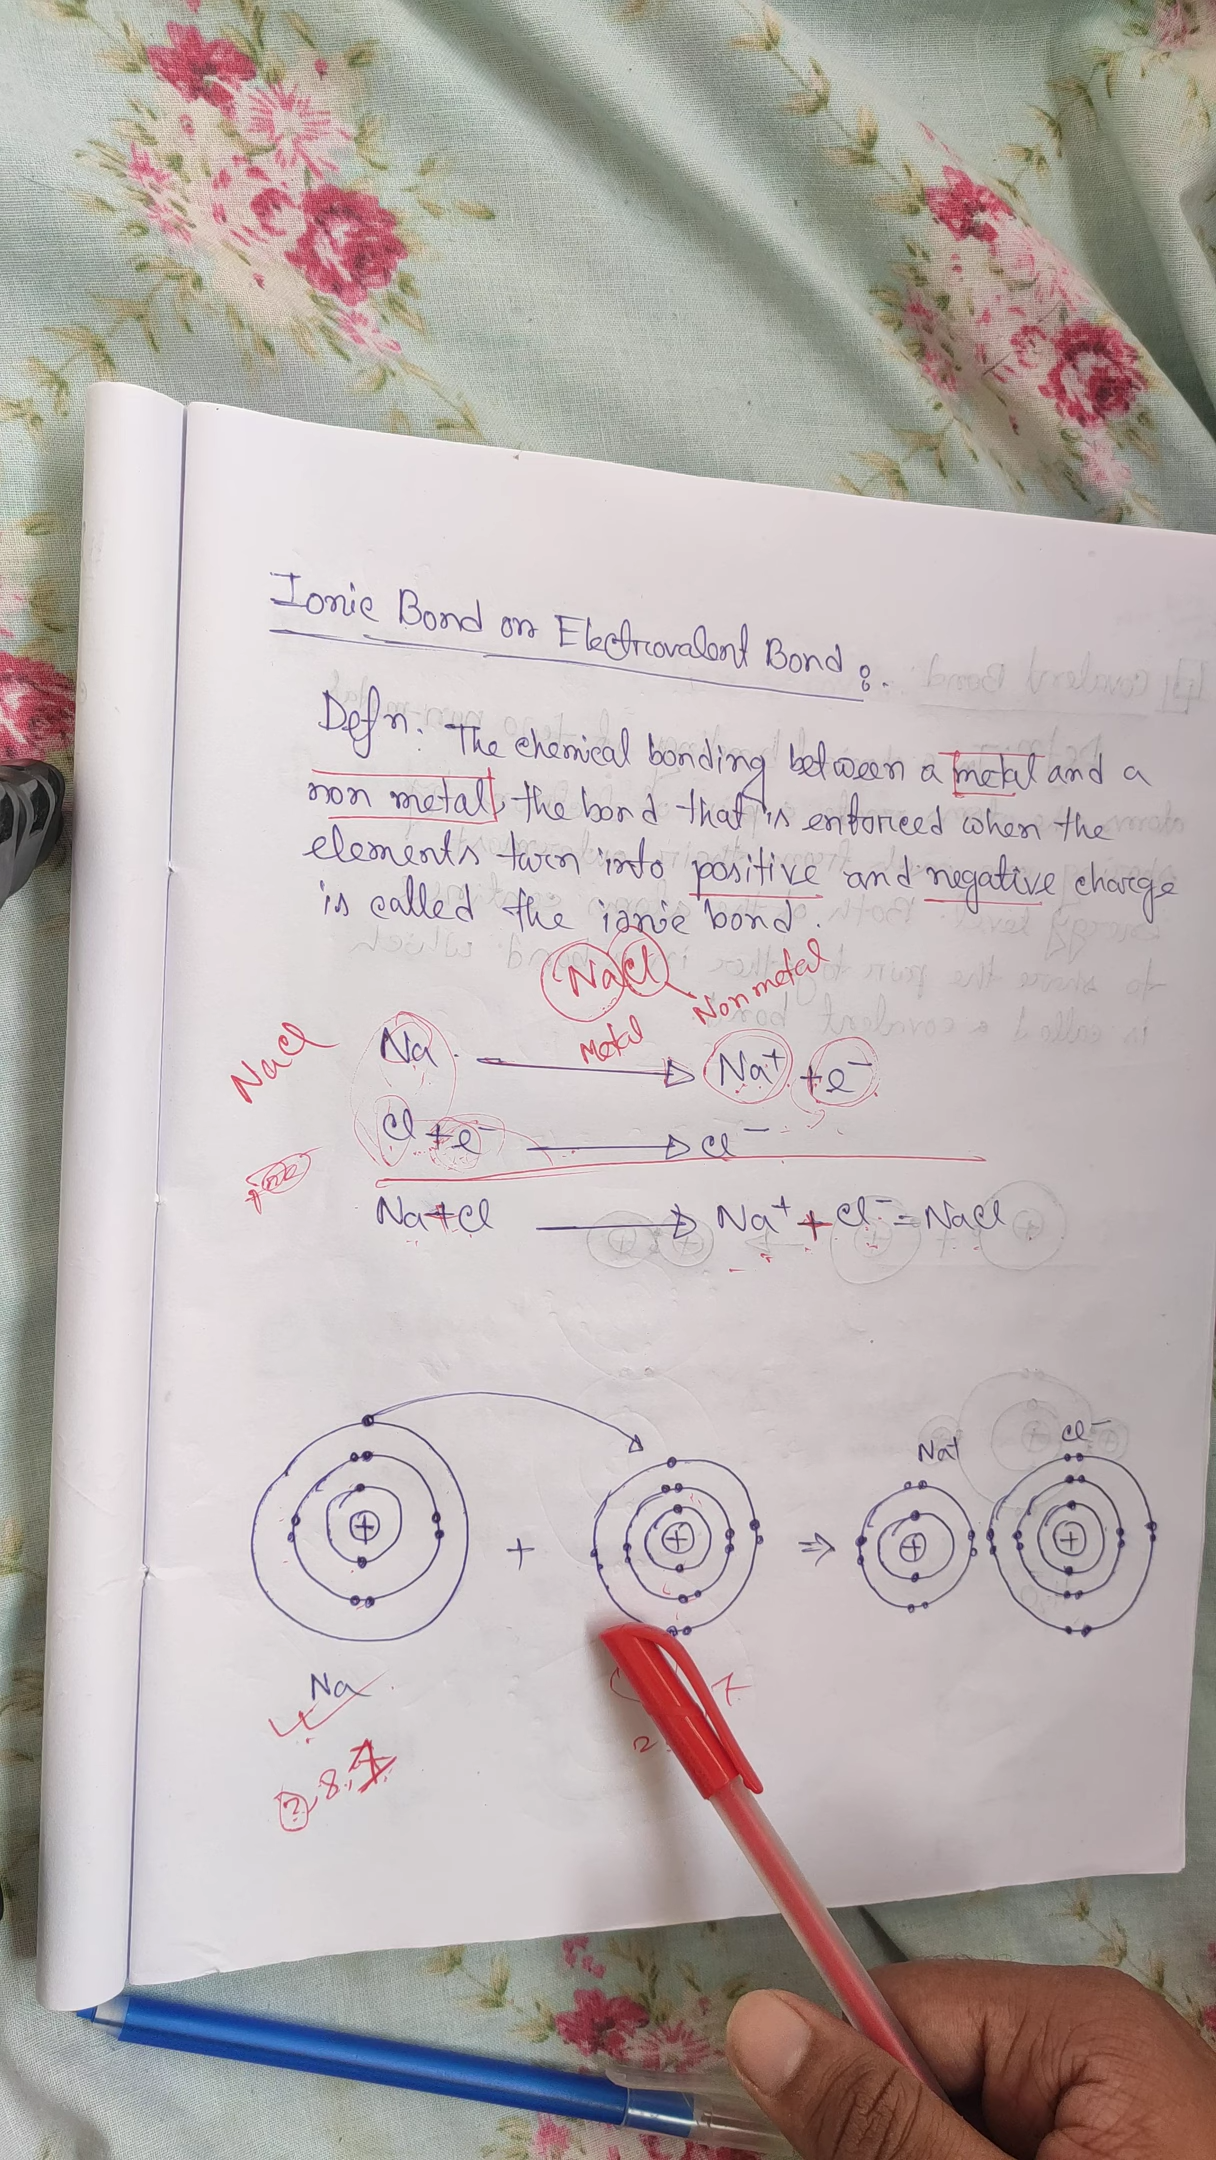 Ionic Bond or Electrovalent Bond :.
Defn. The chemical bonding between a metal and a
non metal, the bond that is enforced when the
elements turn into positive and negative charge
is called the ionic bond.
NaCl
Non metal
Metal
NaCl
Na → Na⁺ + e⁻
Cl + e⁻ → Cl⁻
Na + Cl → Na⁺ + Cl⁻ = NaCl
Na⁺ Cl⁻
+ + + ⇒ + +
Na
2, 8, 1
2
7